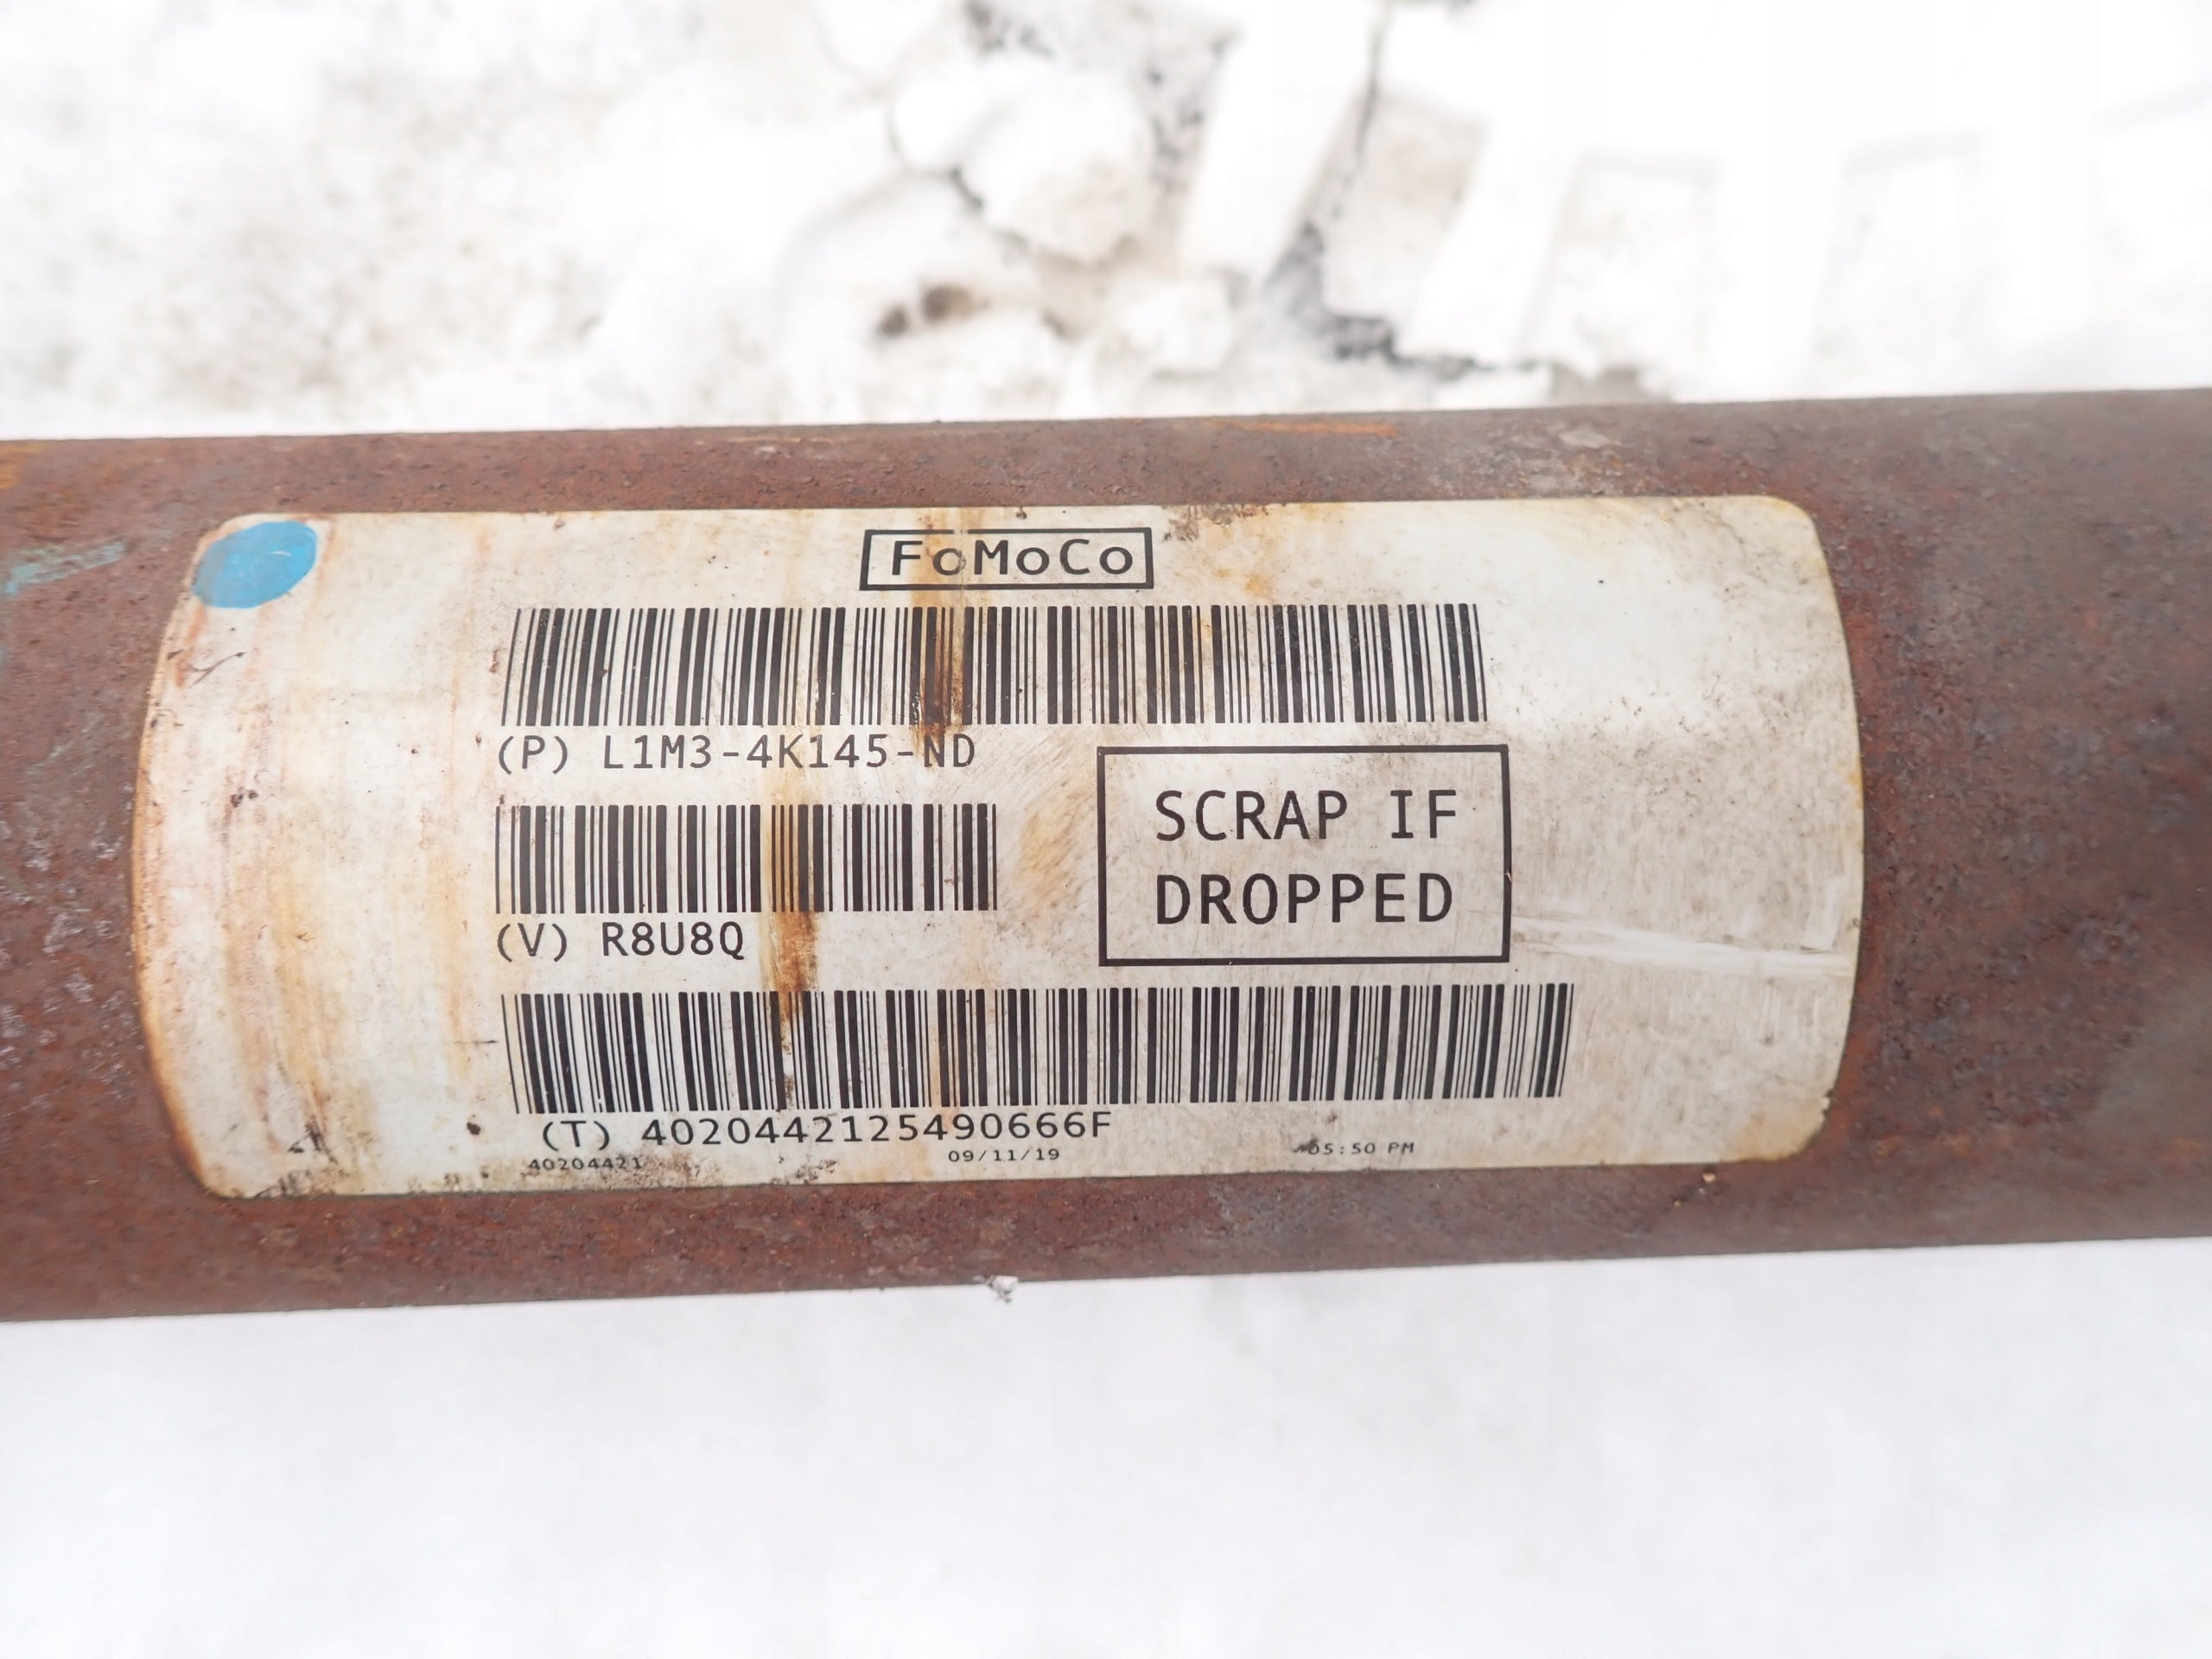 FoMoCo
(P) L1M3-4K145-ND
SCRAP IF
DROPPED
(V) R8U8Q
(T) 4020442125490666F
40204421 09/11/19 05:50 PM